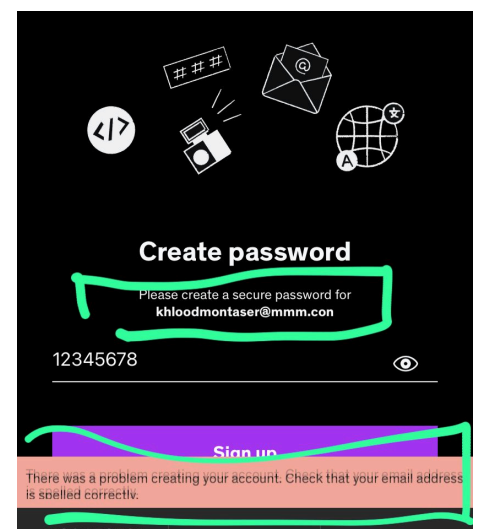 ####
@
</>
文
A
Create password
Please create a secure password for
khloodmontaser@mmm.con
12345678
Sign up
There was a problem creating your account. Check that your email address
is spelled correctly.